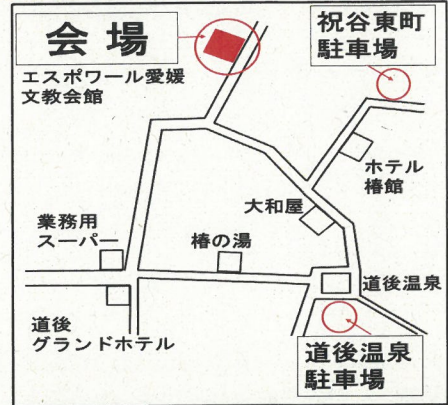 会場
エスポワール愛媛
文教会館
祝谷東町
駐車場
ホテル
椿館
大和屋
業務用
スーパー
椿の湯
道後温泉
道後
グランドホテル
道後温泉
駐車場